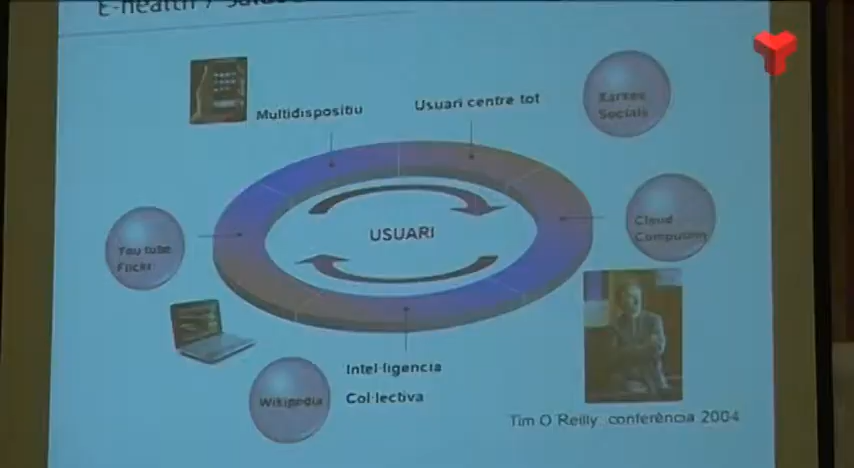 E-health /
Multidispositiu
Usuari centre tot
Xarxes
Socials
USUARI
Cloud
Computing
You tube
Flickr
Intel·ligencia
Col·lectiva
Wikipedia
Tim O'Reilly, conferència 2004